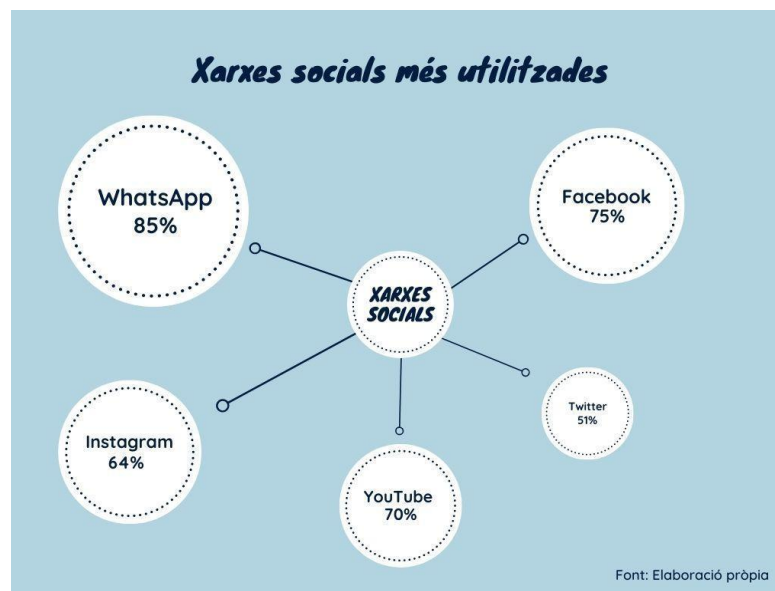 Xarxes socials més utilitzades
WhatsApp
85%
Facebook
75%
XARXES
SOCIALS
Twitter
51%
Instagram
64%
YouTube
70%
Font: Elaboració pròpia